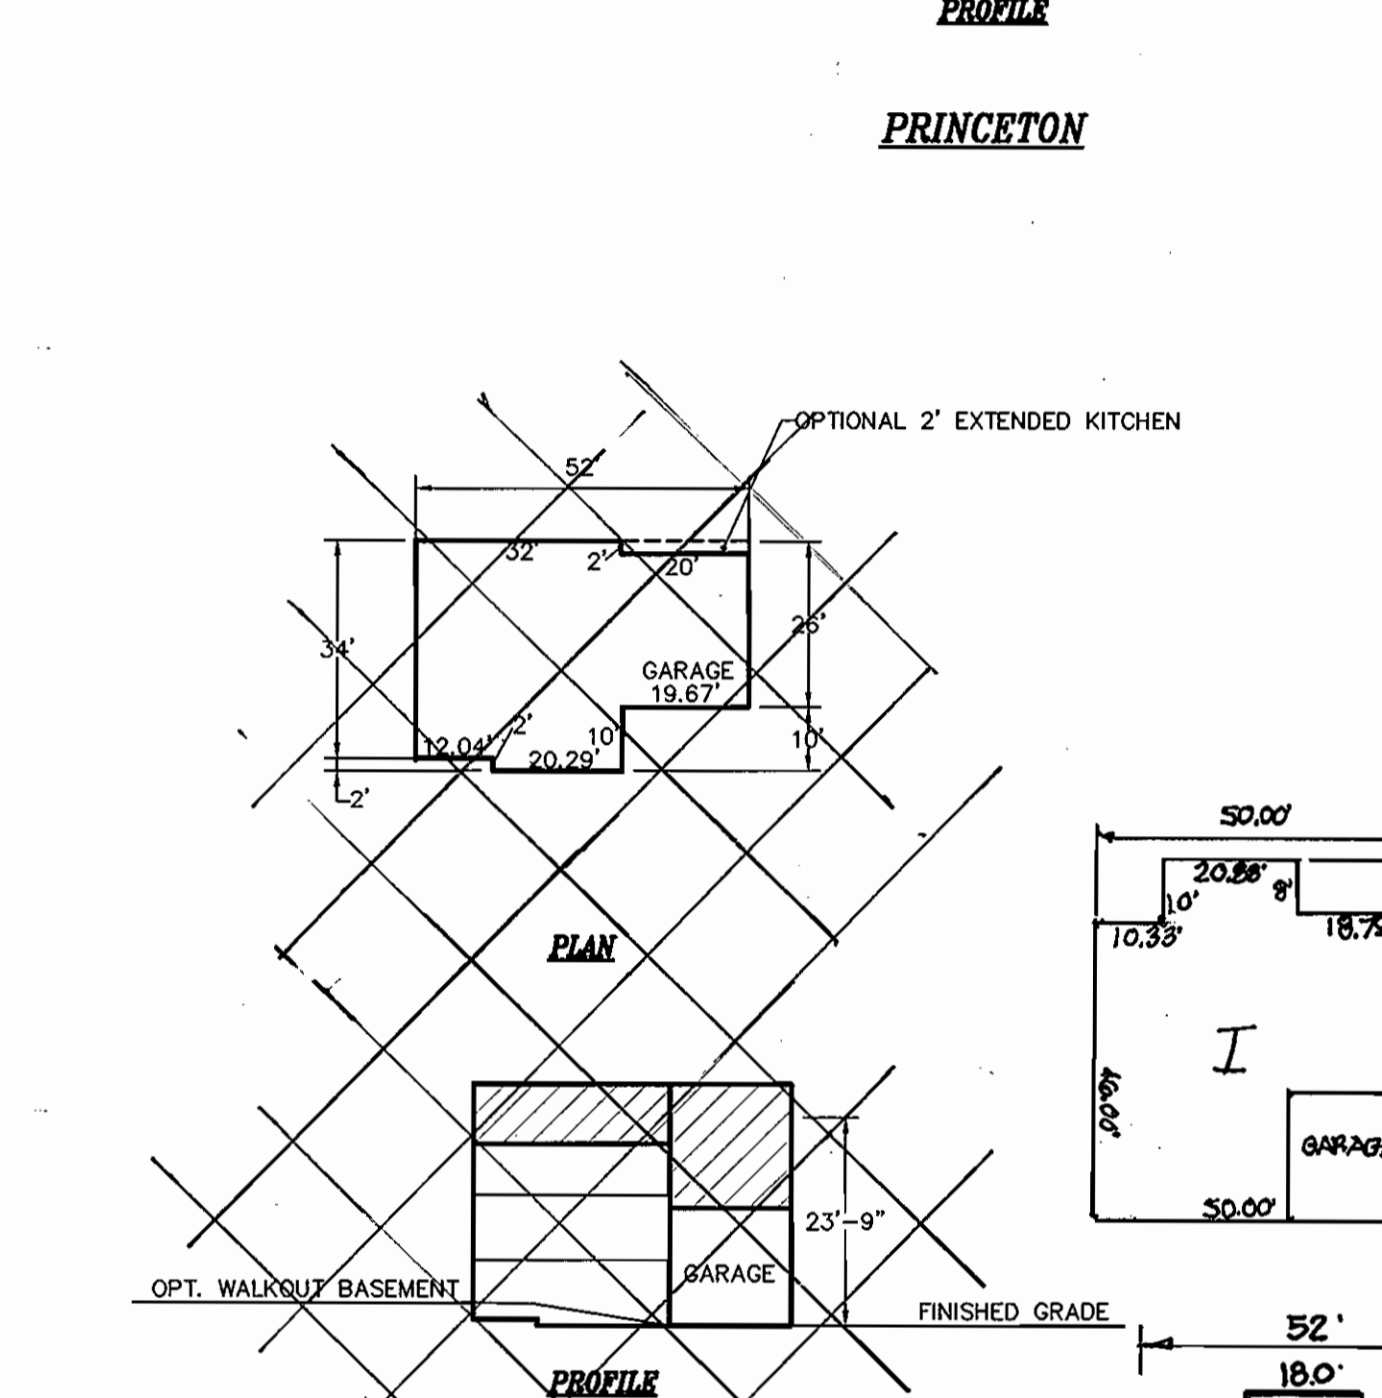 PROFILE
PRINCETON
OPTIONAL 2' EXTENDED KITCHEN
52'
32'
2'
20'
34'
26'
GARAGE
19.67'
12.04'
2'
10'
20.29'
10'
2'
50.00'
20.88'
8'
10'
10.33'
PLAN
I
46.00'
GARAG
50.00'
23'-9"
GARAGE
OPT. WALKOUT BASEMENT
FINISHED GRADE
52'
18.0'
PROFILE